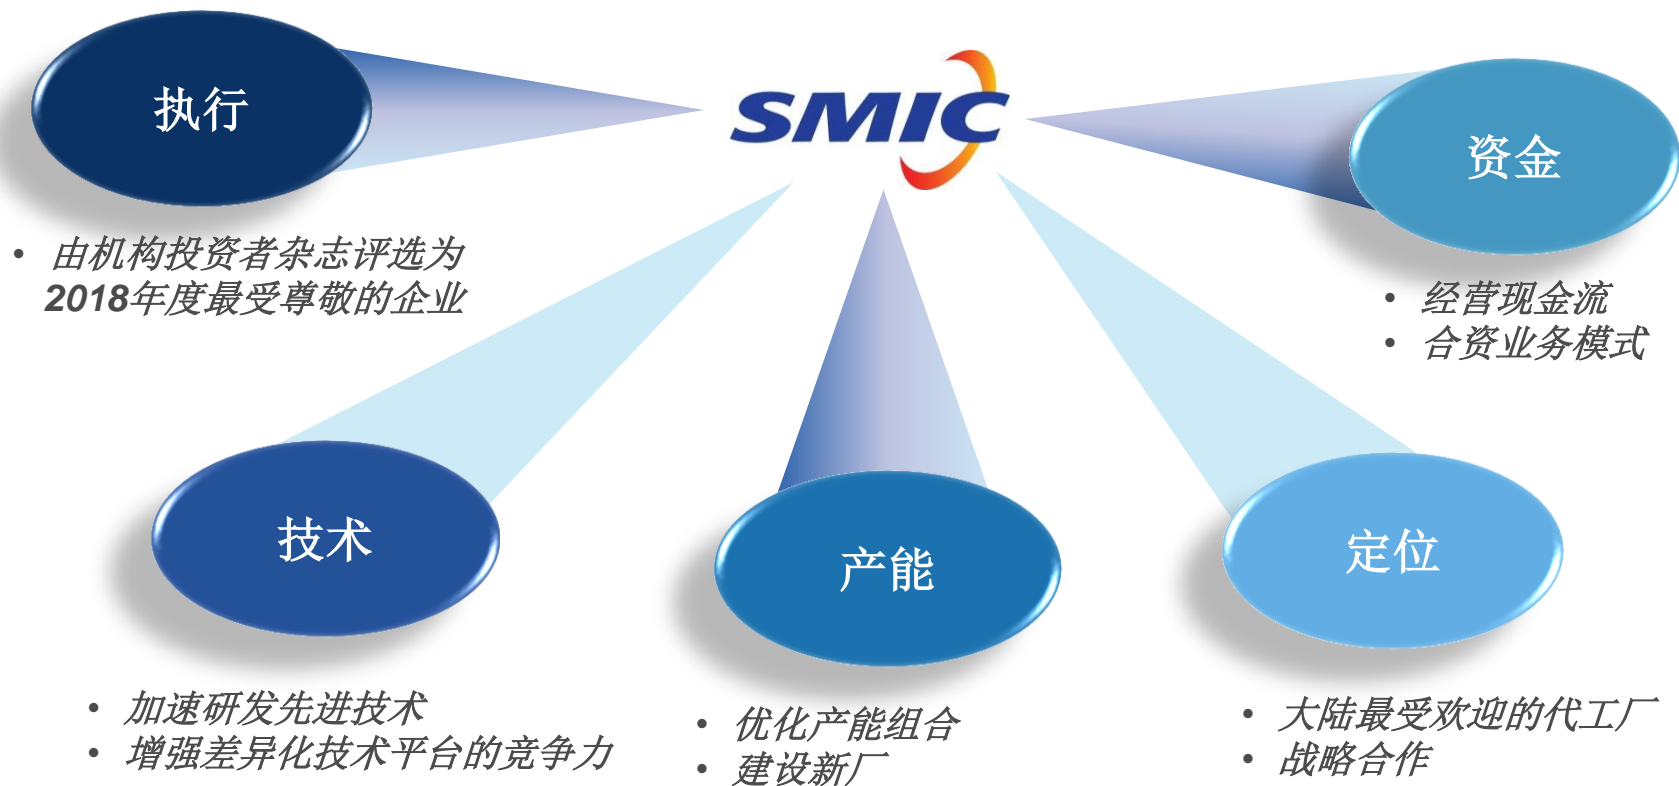 SMIC
执行
• 由机构投资者杂志评选为
2018年度最受尊敬的企业
技术
• 加速研发先进技术
• 增强差异化技术平台的竞争力
产能
• 优化产能组合
• 建设新厂
定位
• 大陆最受欢迎的代工厂
• 战略合作
资金
• 经营现金流
• 合资业务模式